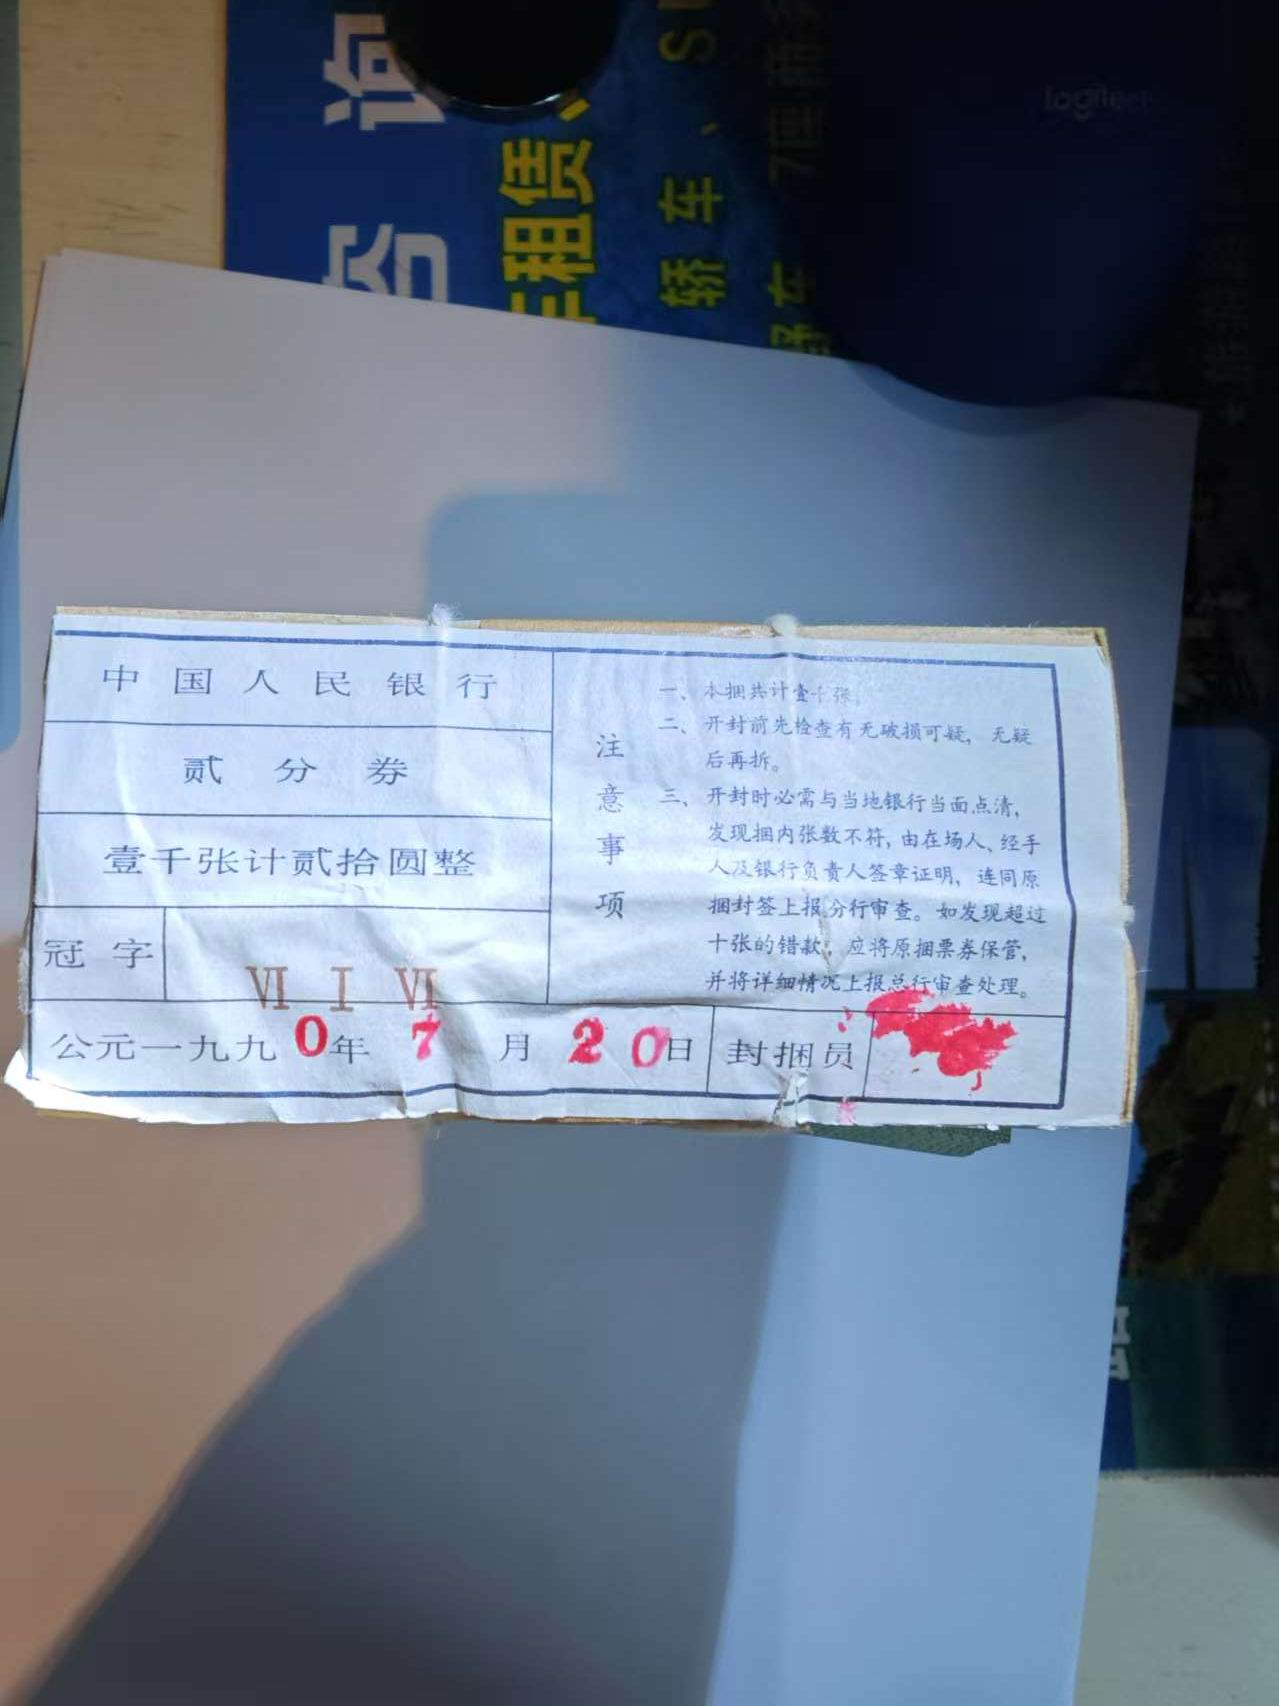 询
租赁、
轿车、
logitech
中国人民银行
贰分券
壹千张计贰拾圆整
冠字
Ⅵ Ⅰ Ⅵ
公元一九九0年7月20日
封捆员
注意事项
一、本捆共计壹千张。
二、开封前先检查有无破损可疑，无疑
后再拆。
三、开封时必需与当地银行当面点清，
发现捆内张数不符，由在场人、经手
人及银行负责人签章证明，连同原
捆封签上报分行审查。如发现超过
十张的错款，应将原捆票券保管，
并将详细情况上报总行审查处理。